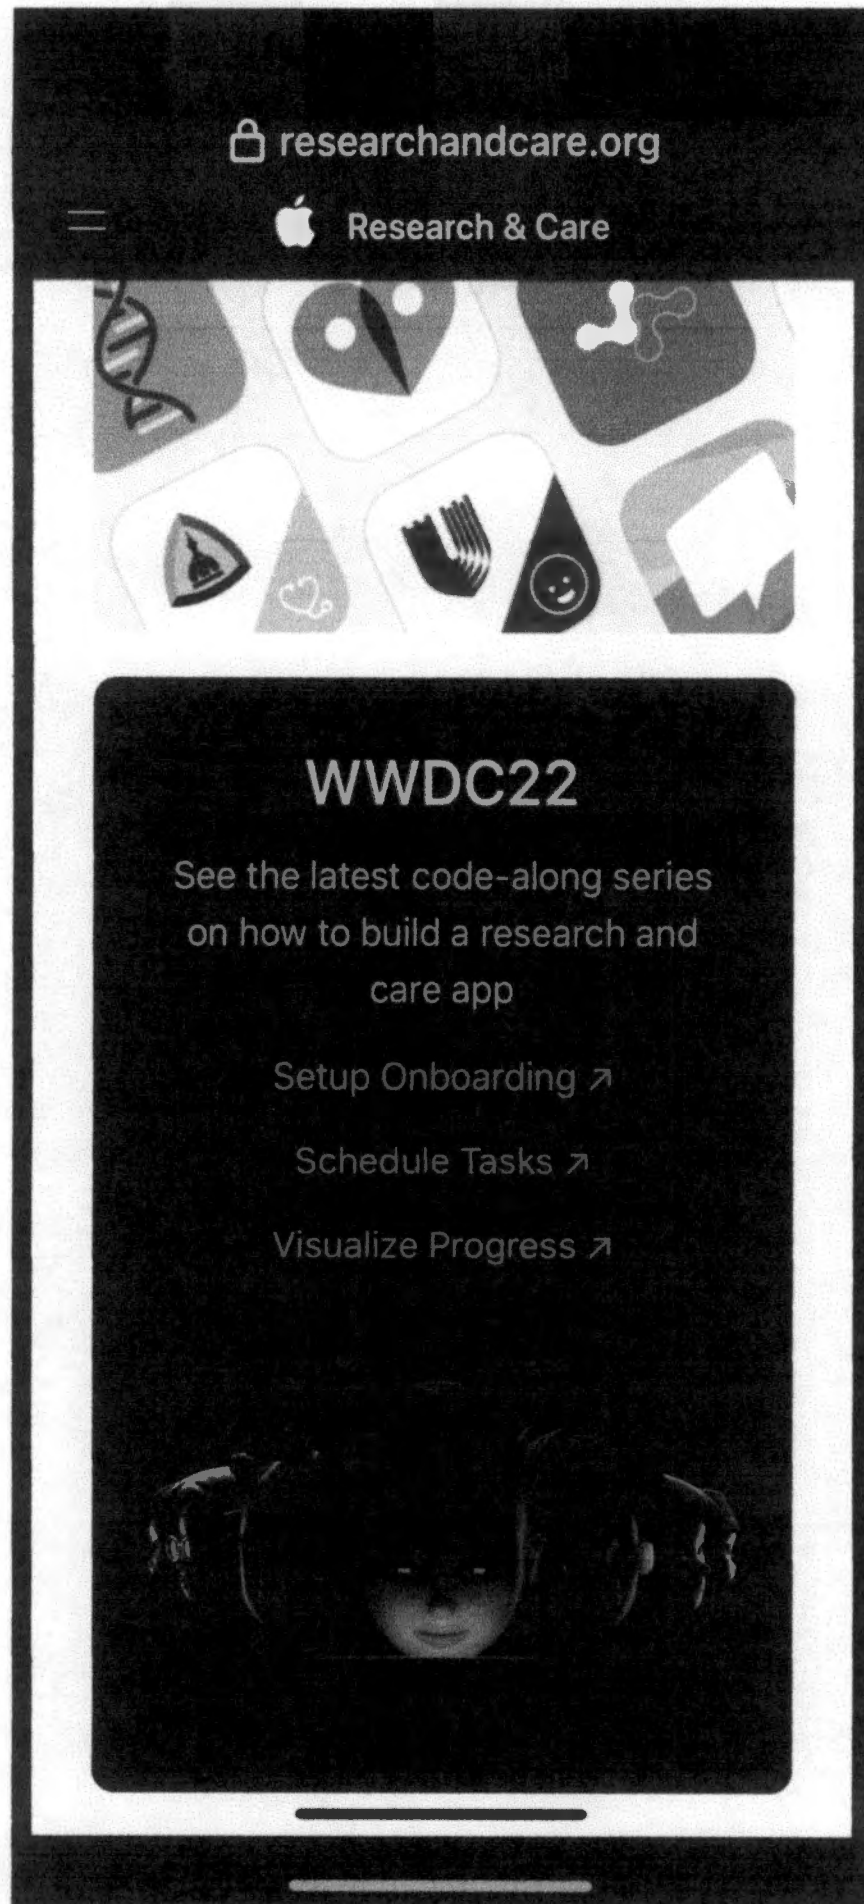 researchandcare.org
Research & Care
WWDC22
See the latest code-along series
on how to build a research and
care app
Setup Onboarding ↗
Schedule Tasks ↗
Visualize Progress ↗